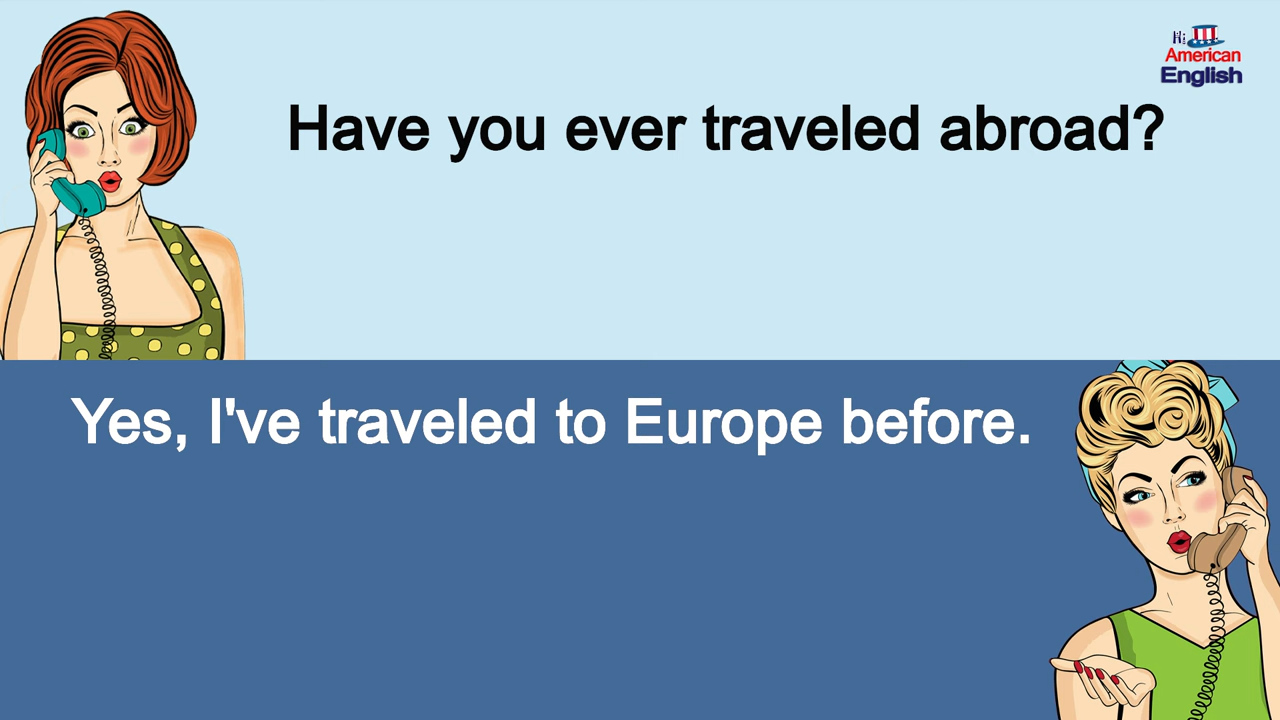 Hi
American
English
Have you ever traveled abroad?
Yes, I've traveled to Europe before.